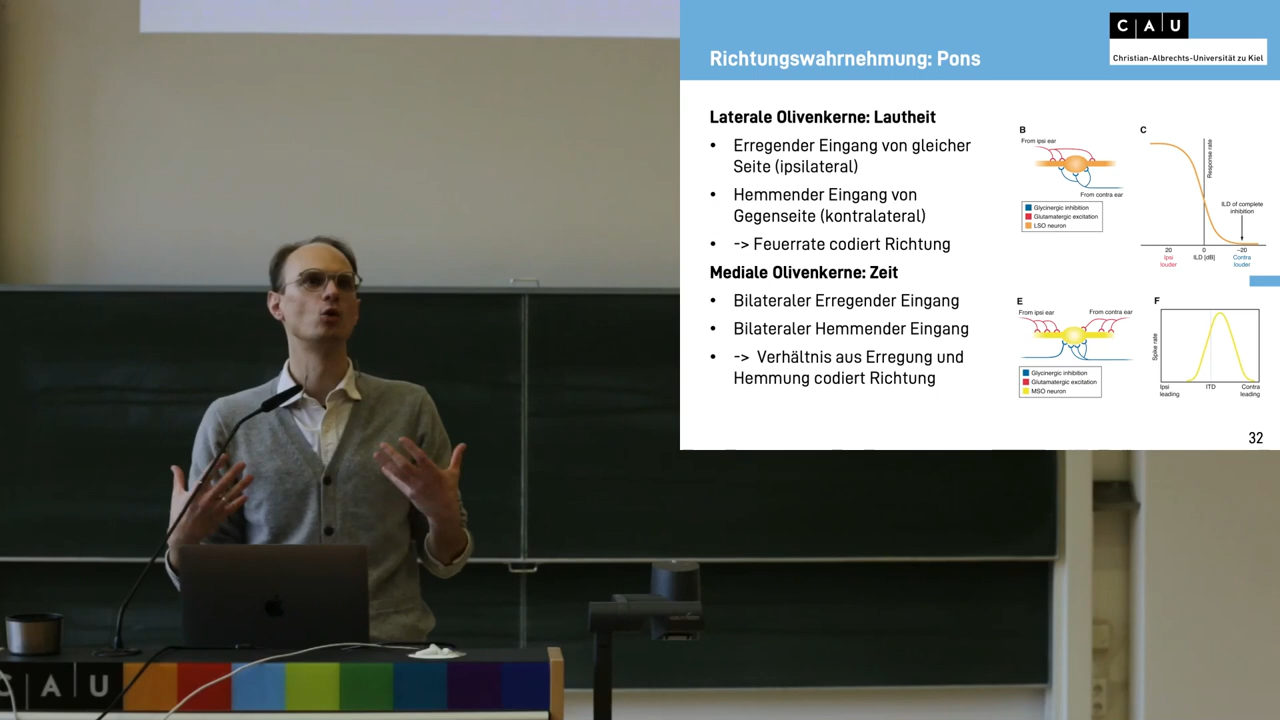 Richtungswahrnehmung: Pons
C A U
Christian-Albrechts-Universität zu Kiel
Laterale Olivenkerne: Lautheit
• Erregender Eingang von gleicher
Seite (ipsilateral)
• Hemmender Eingang von
Gegenseite (kontralateral)
• -> Feuerrate codiert Richtung
Mediale Olivenkerne: Zeit
• Bilateraler Erregender Eingang
• Bilateraler Hemmender Eingang
• -> Verhältnis aus Erregung und
Hemmung codiert Richtung
B
From ipsi ear
From contra ear
Glycinergic inhibition
Glutamatergic excitation
LSO neuron
C
Response rate
ILD of complete
inhibition
20 0 –20
Ipsi
louder
ILD [dB]
Contra
louder
E
From ipsi ear
From contra ear
Glycinergic inhibition
Glutamatergic excitation
MSO neuron
F
Spike rate
Ipsi
leading
ITD
Contra
leading
32
C A U